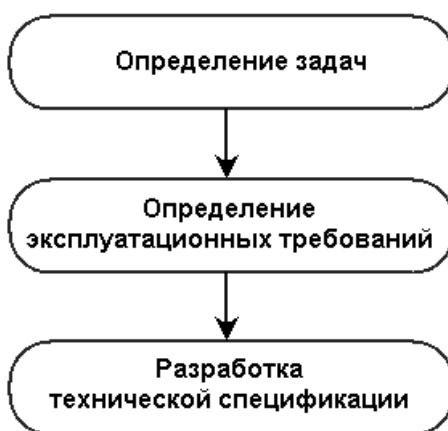 Определение задач
Определение
эксплуатационных требований
Разработка
технической спецификации